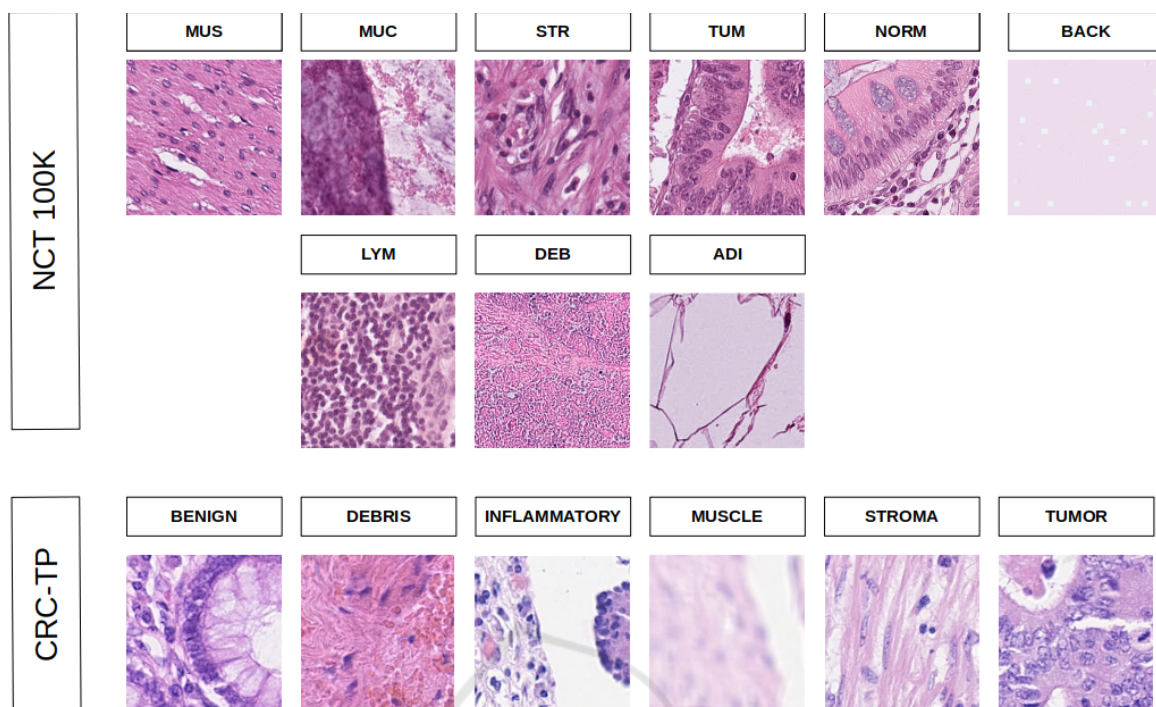 NCT 100K
MUS
MUC
STR
TUM
NORM
BACK
LYM
DEB
ADI
CRC-TP
BENIGN
DEBRIS
INFLAMMATORY
MUSCLE
STROMA
TUMOR